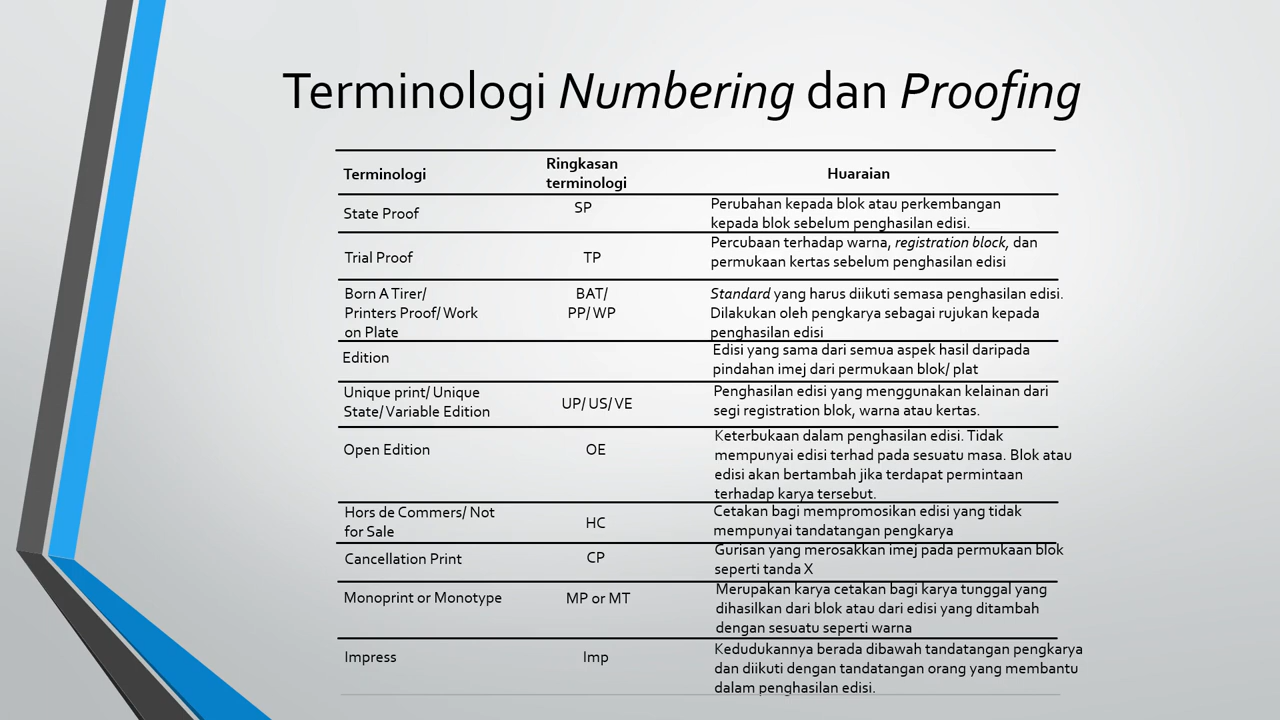 Terminologi Numbering dan Proofing
Terminologi
Ringkasan
terminologi
Huaraian
State Proof
SP
Perubahan kepada blok atau perkembangan
kepada blok sebelum penghasilan edisi.
Trial Proof
TP
Percubaan terhadap warna, registration block, dan
permukaan kertas sebelum penghasilan edisi
Born A Tirer/
Printers Proof/ Work
on Plate
BAT/
PP/ WP
Standard yang harus diikuti semasa penghasilan edisi.
Dilakukan oleh pengkarya sebagai rujukan kepada
penghasilan edisi
Edition
Edisi yang sama dari semua aspek hasil daripada
pindahan imej dari permukaan blok/ plat
Unique print/ Unique
State/ Variable Edition
UP/ US/ VE
Penghasilan edisi yang menggunakan kelainan dari
segi registration blok, warna atau kertas.
Open Edition
OE
Keterbukaan dalam penghasilan edisi. Tidak
mempunyai edisi terhad pada sesuatu masa. Blok atau
edisi akan bertambah jika terdapat permintaan
terhadap karya tersebut.
Hors de Commers/ Not
for Sale
HC
Cetakan bagi mempromosikan edisi yang tidak
mempunyai tandatangan pengkarya
Cancellation Print
CP
Gurisan yang merosakkan imej pada permukaan blok
seperti tanda X
Monoprint or Monotype
MP or MT
Merupakan karya cetakan bagi karya tunggal yang
dihasilkan dari blok atau dari edisi yang ditambah
dengan sesuatu seperti warna
Impress
Imp
Kedudukannya berada dibawah tandatangan pengkarya
dan diikuti dengan tandatangan orang yang membantu
dalam penghasilan edisi.